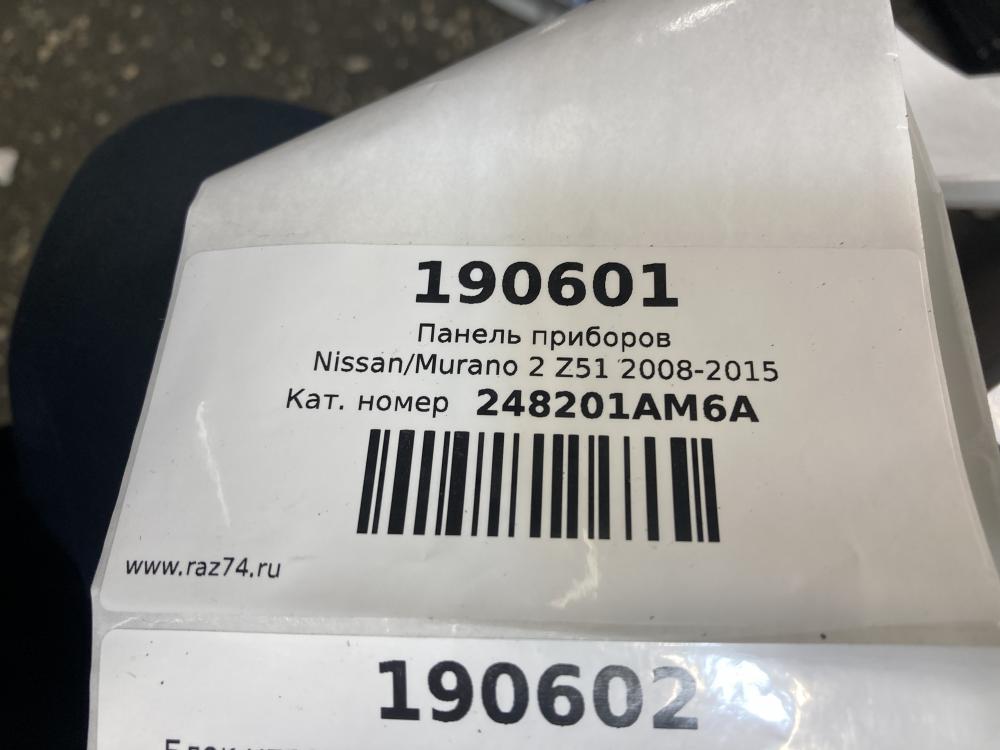 190601
Панель приборов
Nissan/Murano 2 Z51 2008-2015
Кат. номер 248201AM6A
www.raz74.ru
190602